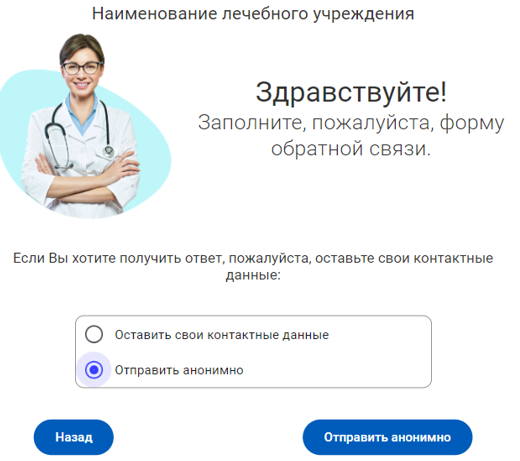 Наименование лечебного учреждения
Здравствуйте!
Заполните, пожалуйста, форму
обратной связи.
Если Вы хотите получить ответ, пожалуйста, оставьте свои контактные
данные:
Оставить свои контактные данные
Отправить анонимно
Назад
Отправить анонимно